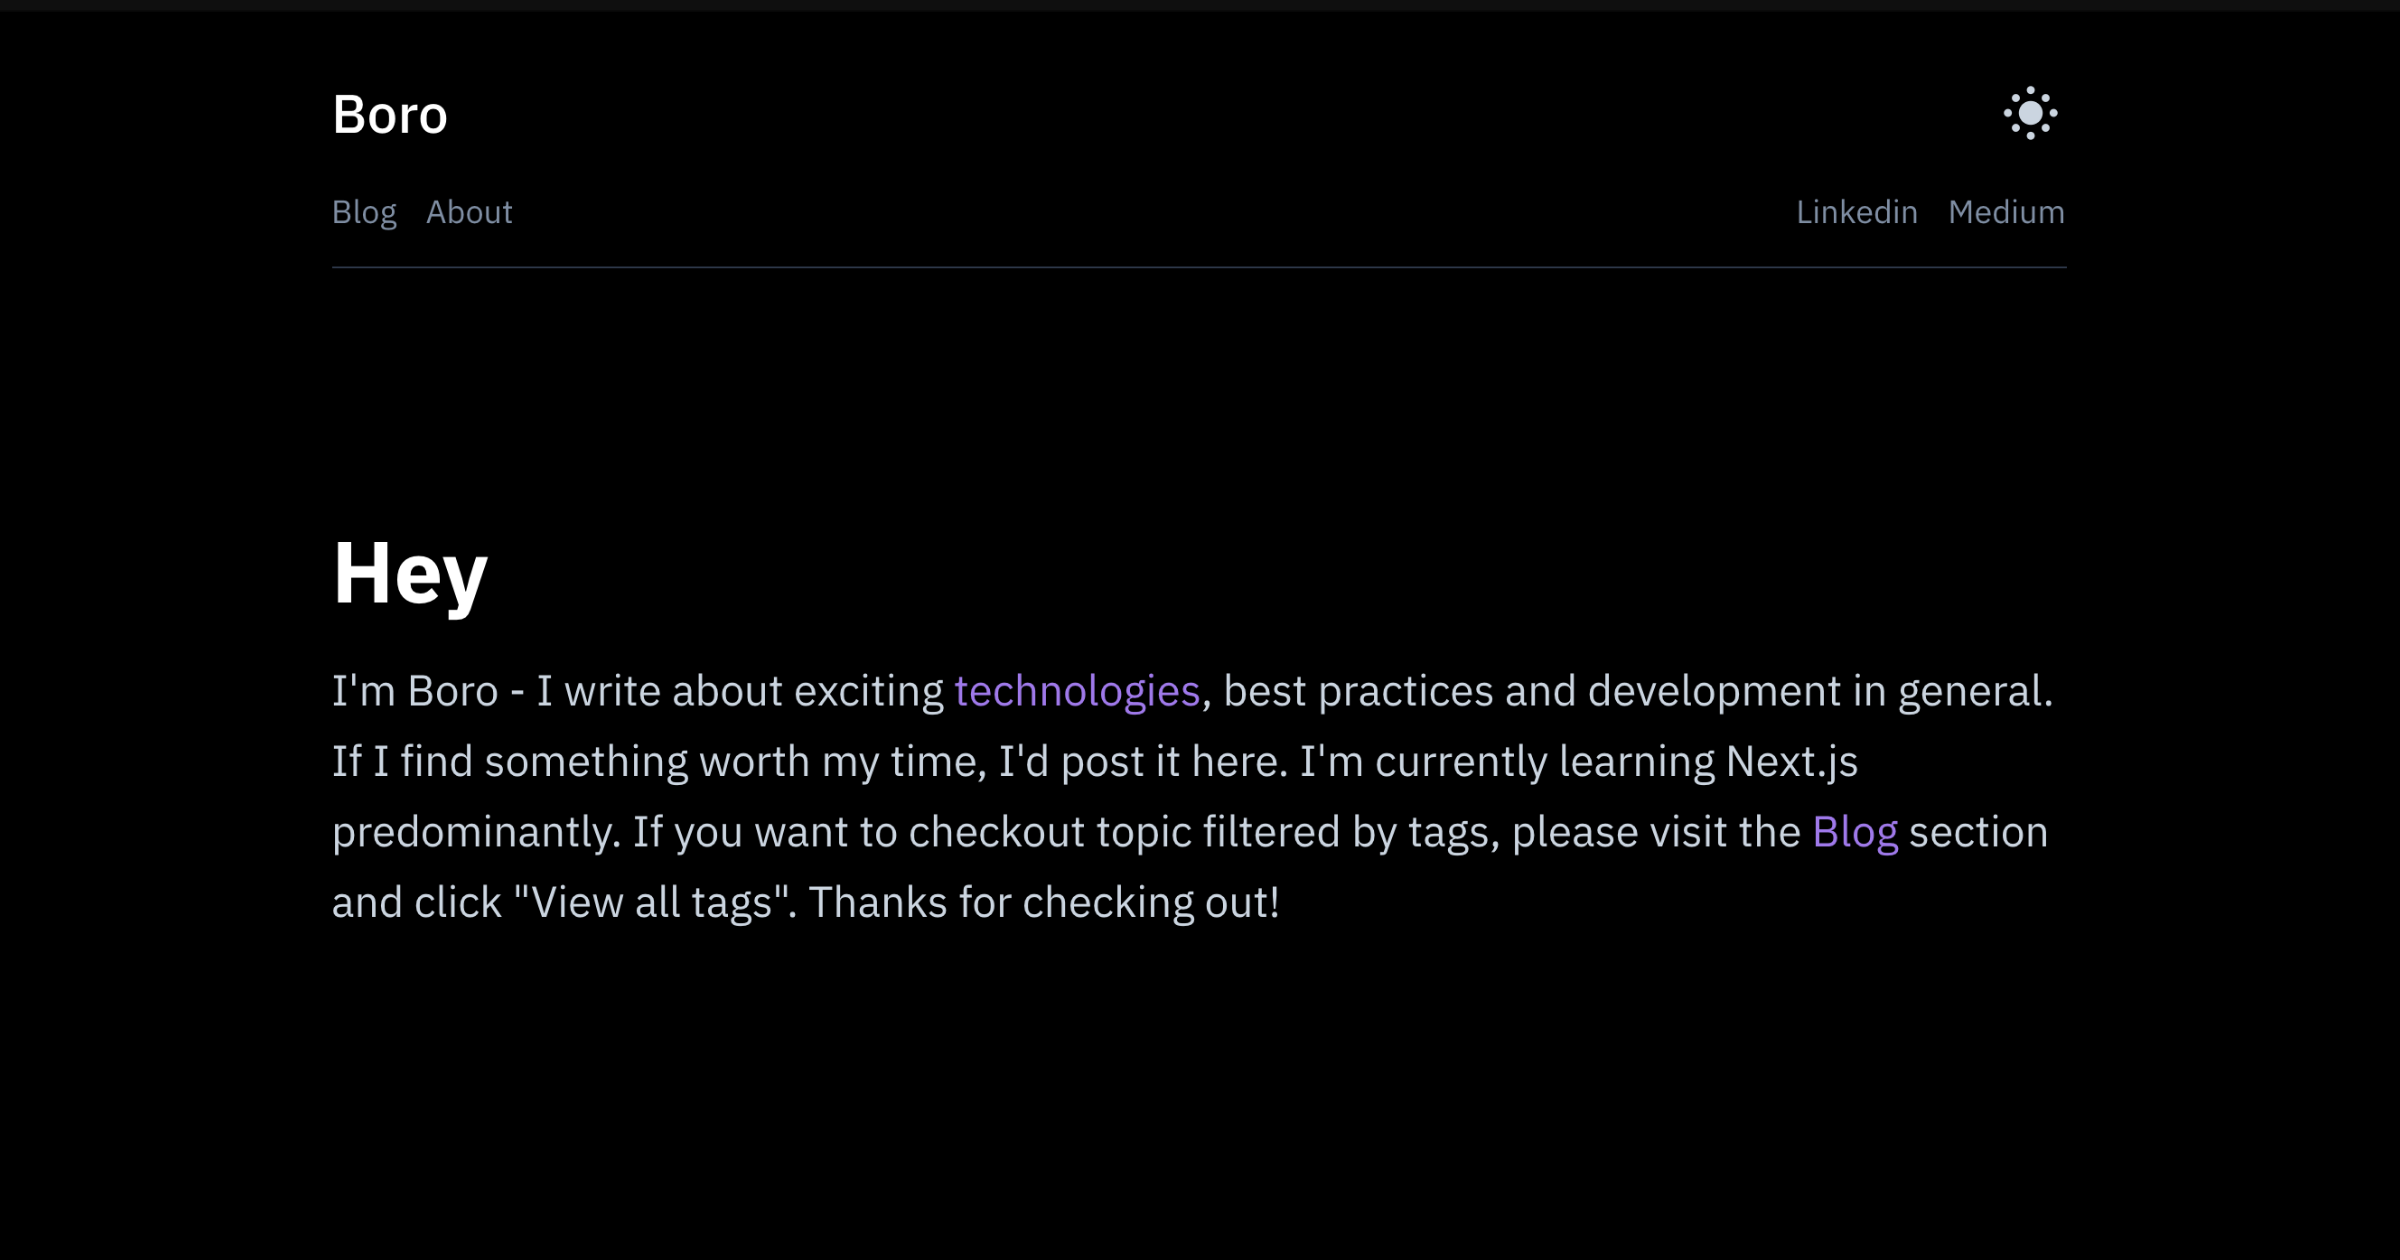 Boro
Blog About
Linkedin Medium
Hey
I'm Boro - I write about exciting technologies, best practices and development in general.
If I find something worth my time, I'd post it here. I'm currently learning Next.js
predominantly. If you want to checkout topic filtered by tags, please visit the Blog section
and click "View all tags". Thanks for checking out!